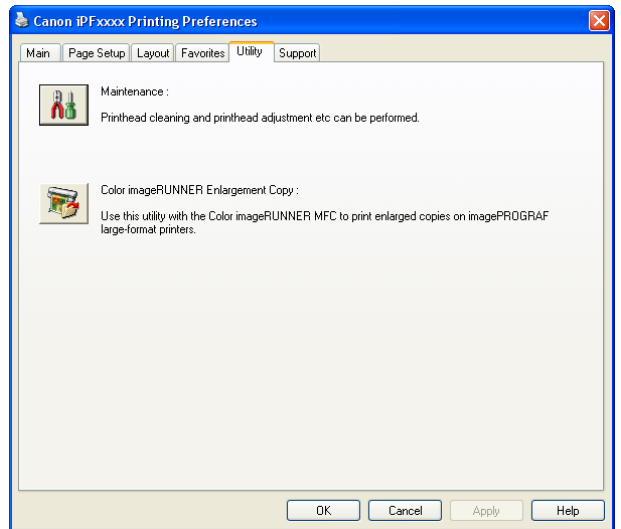 Canon iPFxxxx Printing Preferences
Main Page Setup Layout Favorites Utility Support
Maintenance :
Printhead cleaning and printhead adjustment etc can be performed.
Color imageRUNNER Enlargement Copy :
Use this utility with the Color imageRUNNER MFC to print enlarged copies on imagePROGRAF
large-format printers.
OK Cancel Apply Help